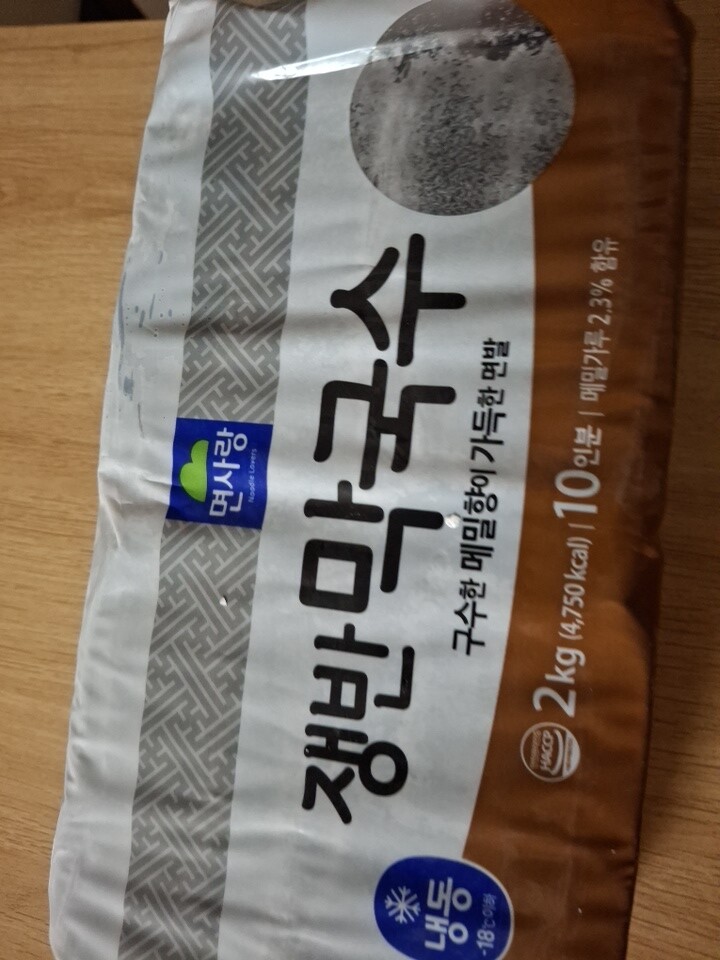 면사랑
Noodle Lovers
쟁반막국수
구수한 메밀향이 가득한 면발
HACCP
2kg (4,750 kcal) | 10인분 | 메밀가루 2.3% 함유
냉동
-18℃이하